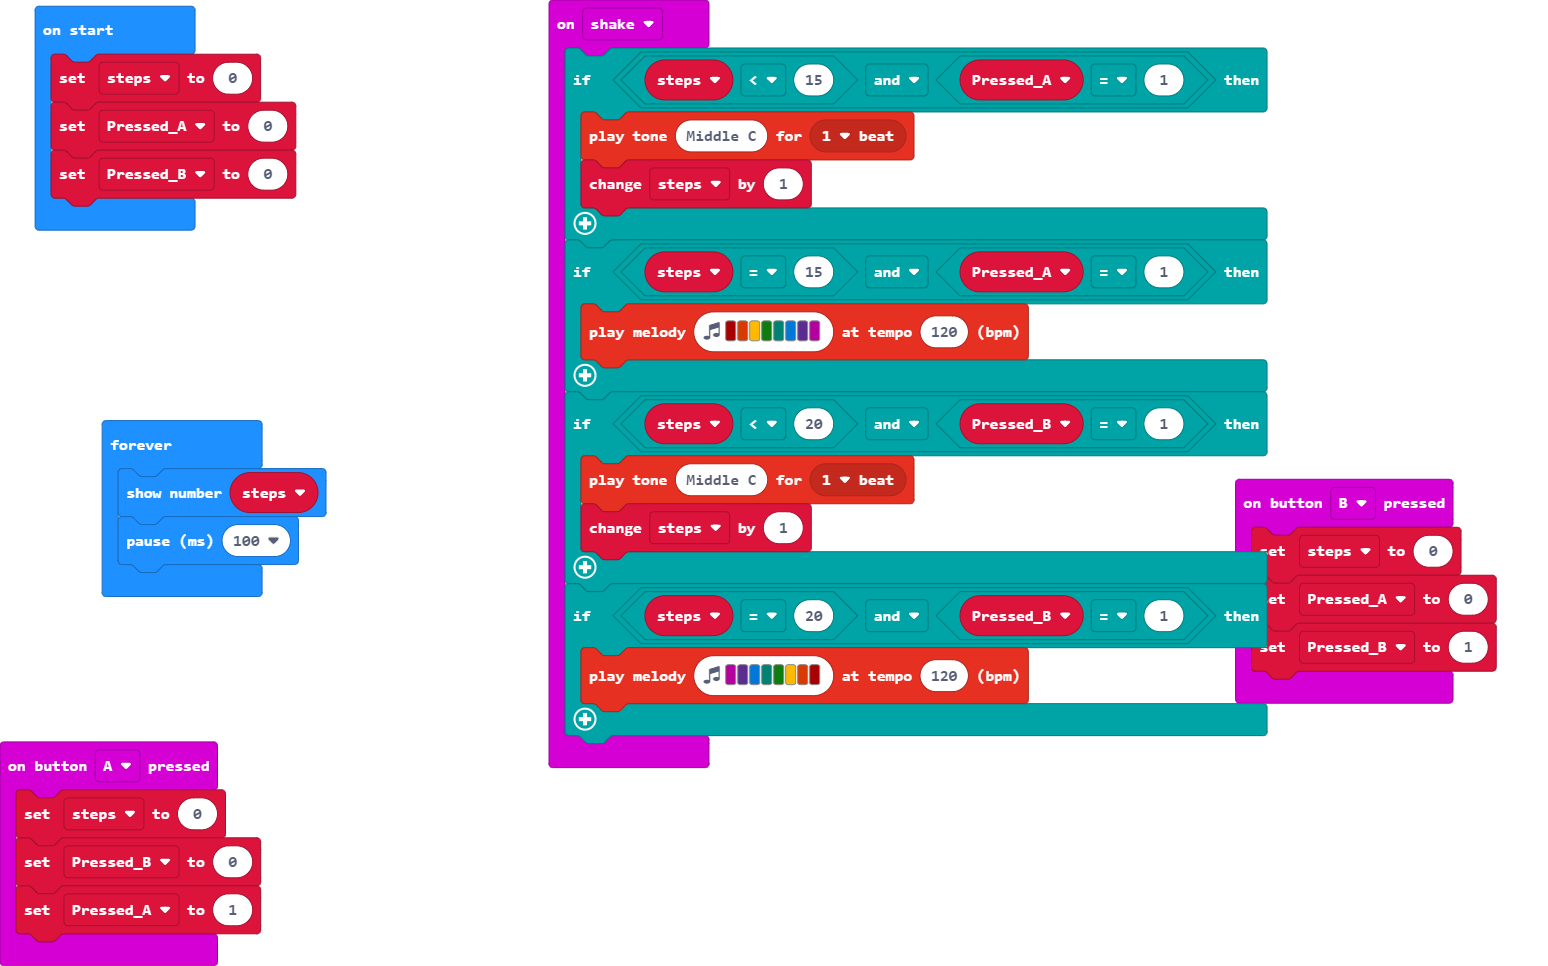 on start
set steps to 0
set Pressed_A to 0
set Pressed_B to 0
forever
show number steps
pause (ms) 100
on button A pressed
set steps to 0
set Pressed_B to 0
set Pressed_A to 1
on shake
if steps < 15 and Pressed_A = 1 then
play tone Middle C for 1 beat
change steps by 1
if steps = 15 and Pressed_A = 1 then
play melody at tempo 120 (bpm)
if steps < 20 and Pressed_B = 1 then
play tone Middle C for 1 beat
change steps by 1
if steps = 20 and Pressed_B = 1 then
play melody at tempo 120 (bpm)
on button B pressed
set steps to 0
set Pressed_A to 0
set Pressed_B to 1